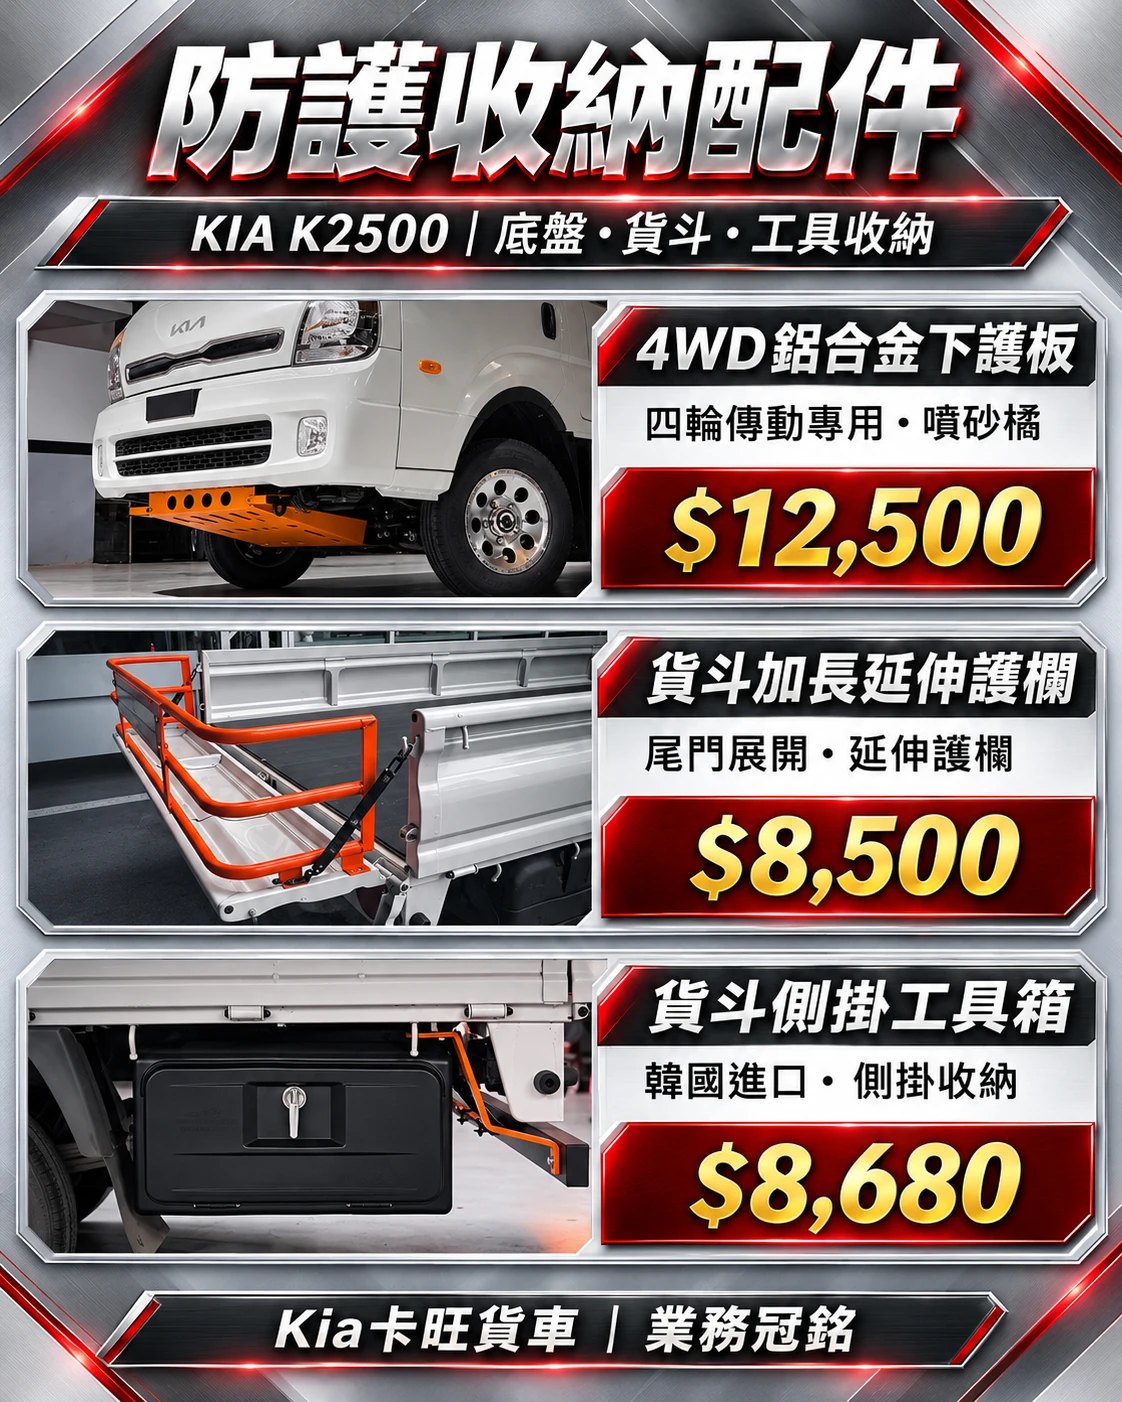 防護收納配件
KIA K2500｜底盤・貨斗・工具收納
KIA
4WD鋁合金下護板
四輪傳動專用・噴砂橘
$12,500
貨斗加長延伸護欄
尾門展開・延伸護欄
$8,500
貨斗側掛工具箱
韓國進口・側掛收納
$8,680
Kia卡旺貨車｜業務冠銘